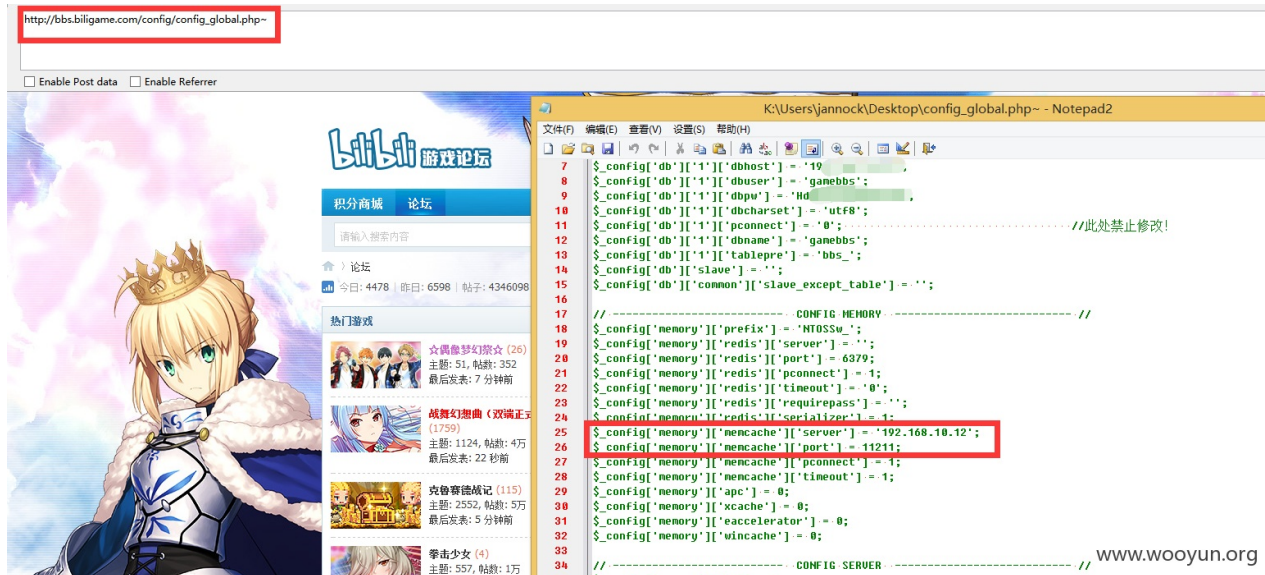 http://bbs.biligame.com/config/config_global.php~
Enable Post data Enable Referrer
K:\Users\jannock\Desktop\config_global.php~ - Notepad2
文件(F) 编辑(E) 查看(V) 设置(S) 帮助(H)
bilibili 游戏论坛
积分商城 论坛
请输入搜索内容
论坛
今日: 4478 昨日: 6598 帖子: 4346098
热门游戏
☆偶像梦幻祭☆ (26)
主题: 51, 帖数: 352
最后发表: 7 分钟前
战舞幻想曲（双端正式
(1759)
主题: 1124, 帖数: 4万
最后发表: 22 秒前
克鲁赛德战记 (115)
主题: 2552, 帖数: 5万
最后发表: 5 分钟前
拳击少女 (4)
主题: 557, 帖数: 1万
7 $_config['db']['1']['dbhost'] = '19
8 $_config['db']['1']['dbuser'] = 'gamebbs';
9 $_config['db']['1']['dbpw'] = 'Hd
10 $_config['db']['1']['dbcharset'] = 'utf8';
11 $_config['db']['1']['pconnect'] = '0'; //此处禁止修改!
12 $_config['db']['1']['dbname'] = 'gamebbs';
13 $_config['db']['1']['tablepre'] = 'bbs_';
14 $_config['db']['slave'] = '';
15 $_config['db']['common']['slave_except_table'] = '';
16
17 // -------------------------- CONFIG MEMORY --------------------------- //
18 $_config['memory']['prefix'] = 'NTOSSw_';
19 $_config['memory']['redis']['server'] = '';
20 $_config['memory']['redis']['port'] = 6379;
21 $_config['memory']['redis']['pconnect'] = 1;
22 $_config['memory']['redis']['timeout'] = '0';
23 $_config['memory']['redis']['requirepass'] = '';
24 $_config['memory']['redis']['serializer'] = 1;
25 $_config['memory']['memcache']['server'] = '192.168.10.12';
26 $_config['memory']['memcache']['port'] = 11211;
27 $_config['memory']['memcache']['pconnect'] = 1;
28 $_config['memory']['memcache']['timeout'] = 1;
29 $_config['memory']['apc'] = 0;
30 $_config['memory']['xcache'] = 0;
31 $_config['memory']['eaccelerator'] = 0;
32 $_config['memory']['wincache'] = 0;
33
34 // -------------------------- CONFIG SERVER --------------------------- //
www.wooyun.org